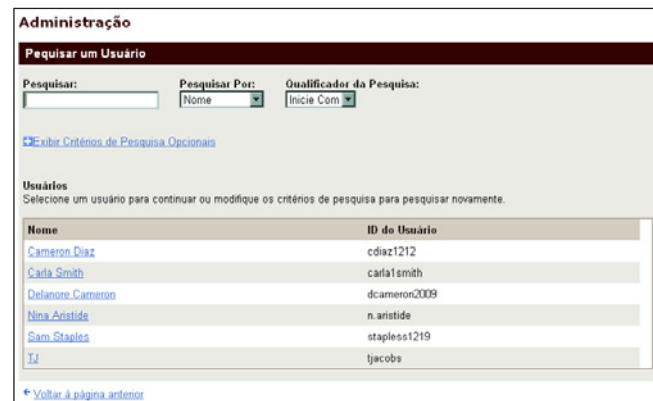 Administração
Pequisar um Usuário
Pesquisar: Pesquisar Por: Qualificador da Pesquisa:
Nome Inicie Com
Exibir Critérios de Pesquisa Opcionais
Usuários
Selecione um usuário para continuar ou modifique os critérios de pesquisa para pesquisar novamente.
Nome ID do Usuário
Cameron Diaz cdiaz1212
Carla Smith carla1smith
Delanore Cameron dcameron2009
Nina Aristide n.aristide
Sam Staples stapless1219
TJ tjacobs
Voltar à página anterior